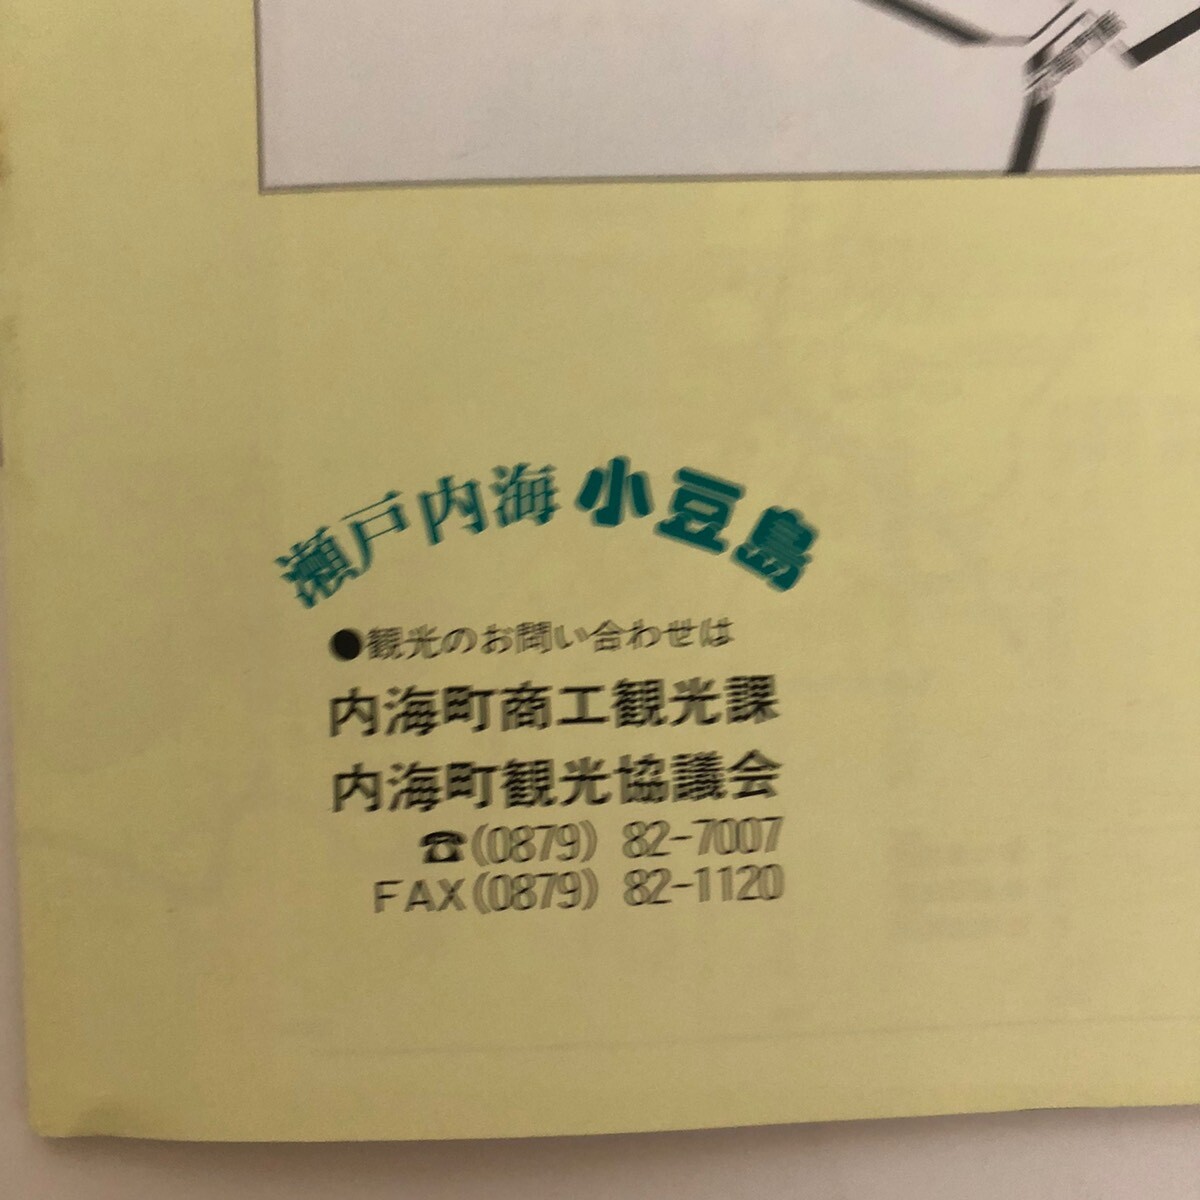 瀬戸内海 小豆島
●観光のお問い合わせは
内海町商工観光課
内海町観光協議会
☎(0879) 82-7007
FAX(0879) 82-1120